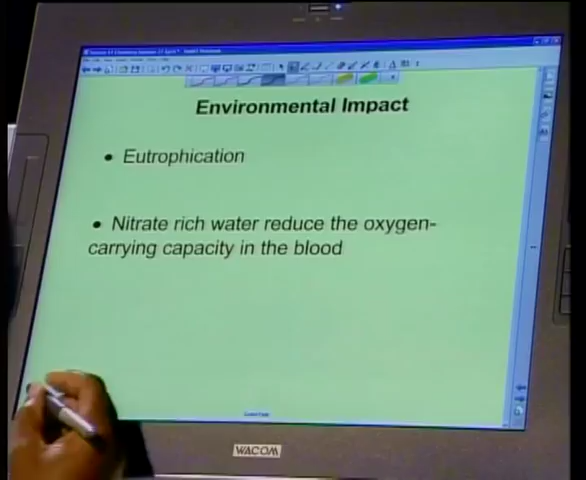 Environmental Impact
• Eutrophication
• Nitrate rich water reduce the oxygen-
carrying capacity in the blood
WACOM